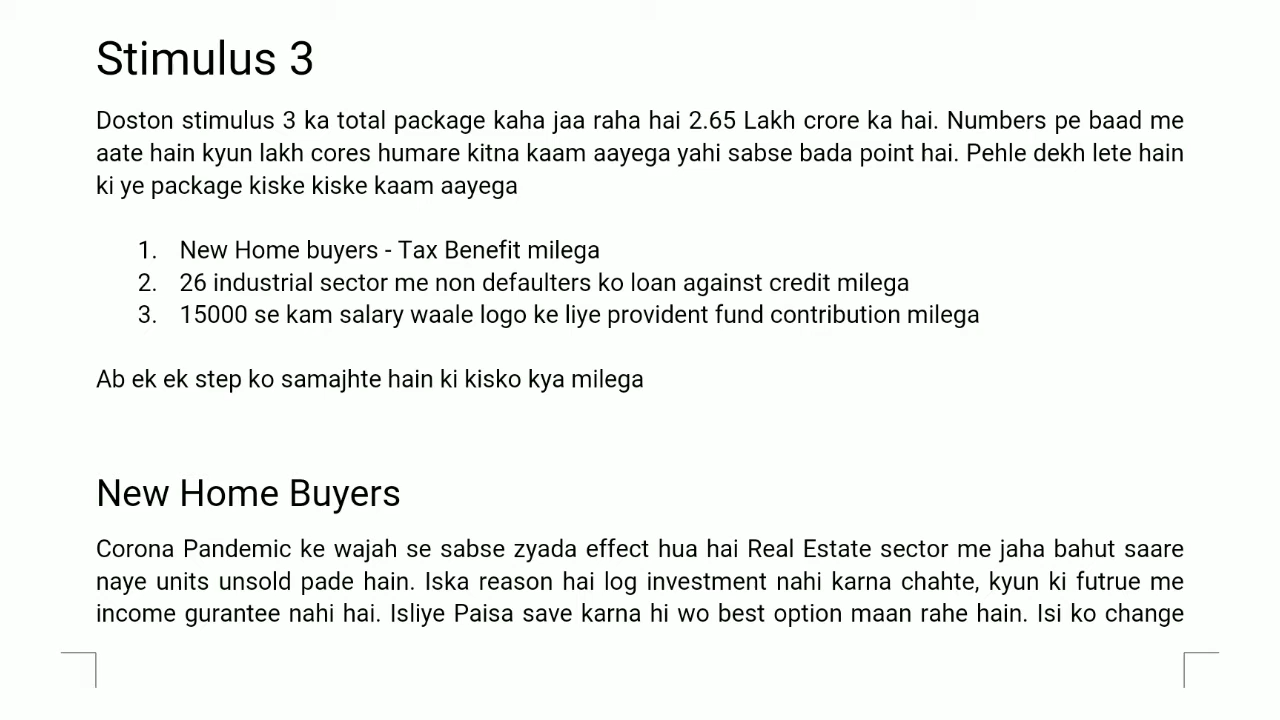 Stimulus 3
Doston stimulus 3 ka total package kaha jaa raha hai 2.65 Lakh crore ka hai. Numbers pe baad me
aate hain kyun lakh cores humare kitna kaam aayega yahi sabse bada point hai. Pehle dekh lete hain
ki ye package kiske kiske kaam aayega
1. New Home buyers - Tax Benefit milega
2. 26 industrial sector me non defaulters ko loan against credit milega
3. 15000 se kam salary waale logo ke liye provident fund contribution milega
Ab ek ek step ko samajhte hain ki kisko kya milega
New Home Buyers
Corona Pandemic ke wajah se sabse zyada effect hua hai Real Estate sector me jaha bahut saare
naye units unsold pade hain. Iska reason hai log investment nahi karna chahte, kyun ki futrue me
income gurantee nahi hai. Isliye Paisa save karna hi wo best option maan rahe hain. Isi ko change